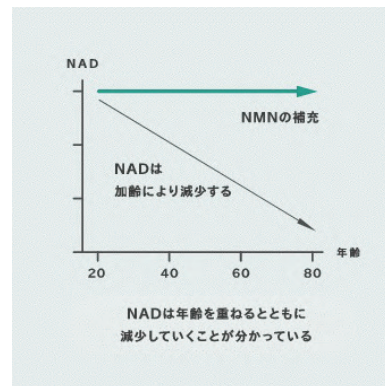 NAD
NMNの補充
NADは
加齢により減少する
年齢
20 40 60 80
NADは年齢を重ねるとともに
減少していくことが分かっている